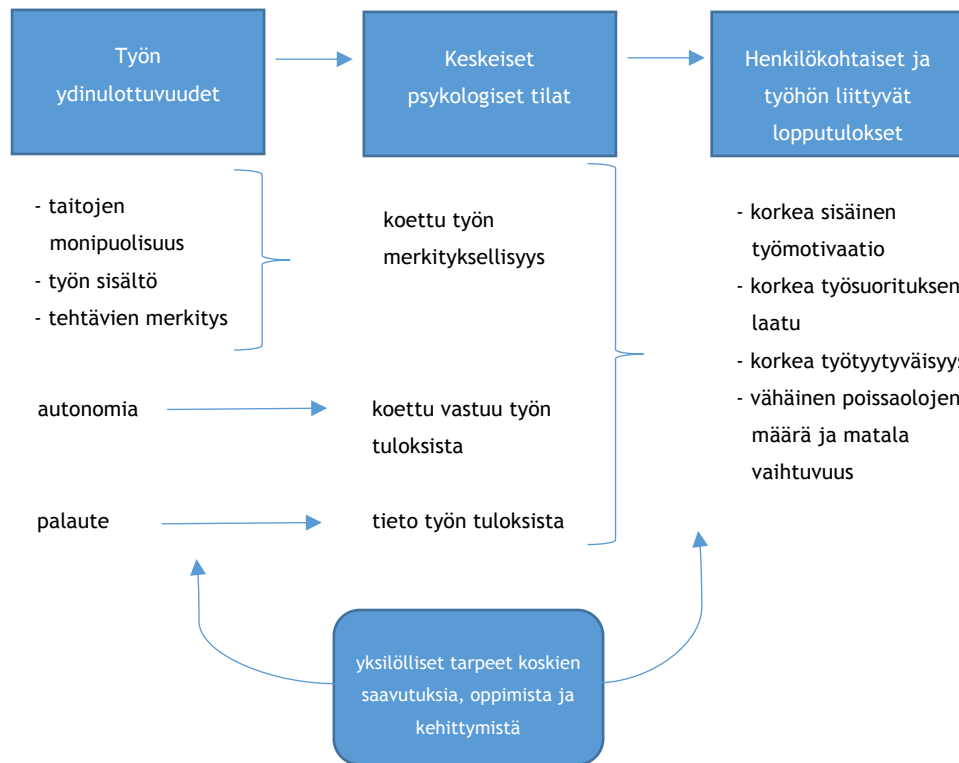 Työn
ydinulottuvuudet
Keskeiset
psykologiset tilat
Henkilökohtaiset ja
työhön liittyvät
lopputulokset
- taitojen
monipuolisuus
- työn sisältö
- tehtävien merkitys
koettu työn
merkityksellisyys
- korkea sisäinen
työmotivaatio
- korkea työsuorituksen
laatu
- korkea työtyytyväisyys
- vähäinen poissaolojen
määrä ja matala
vaihtuvuus
autonomia
koettu vastuu työn
tuloksista
palaute
tieto työn tuloksista
yksilölliset tarpeet koskien
saavutuksia, oppimista ja
kehittymistä